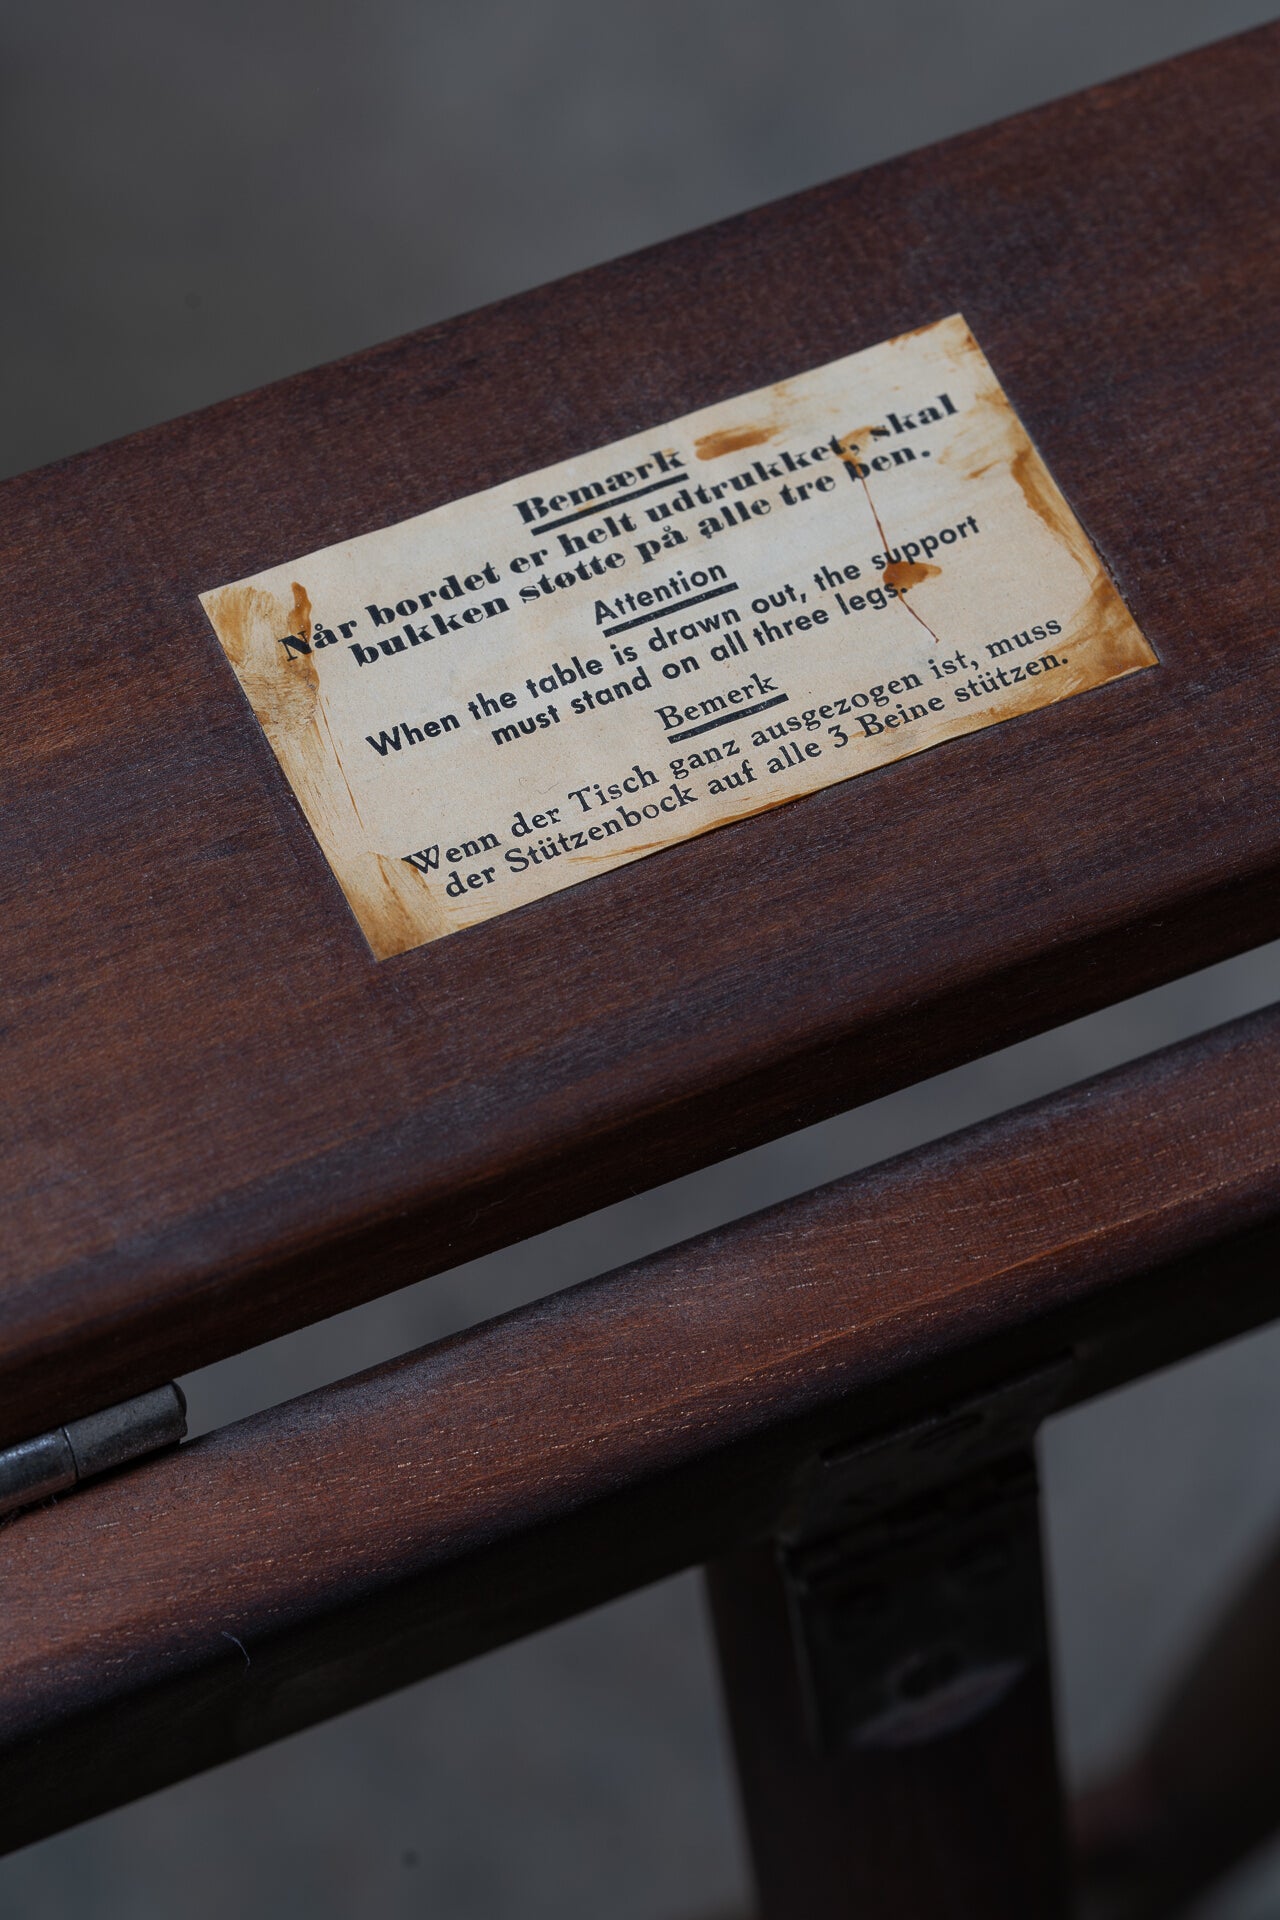 Bemærk
Når bordet er helt udtrukket, skal
bukken støtte på alle tre ben.
Attention
When the table is drawn out, the support
must stand on all three legs.
Bemerk
Wenn der Tisch ganz ausgezogen ist, muss
der Stützenbock auf alle 3 Beine stützen.